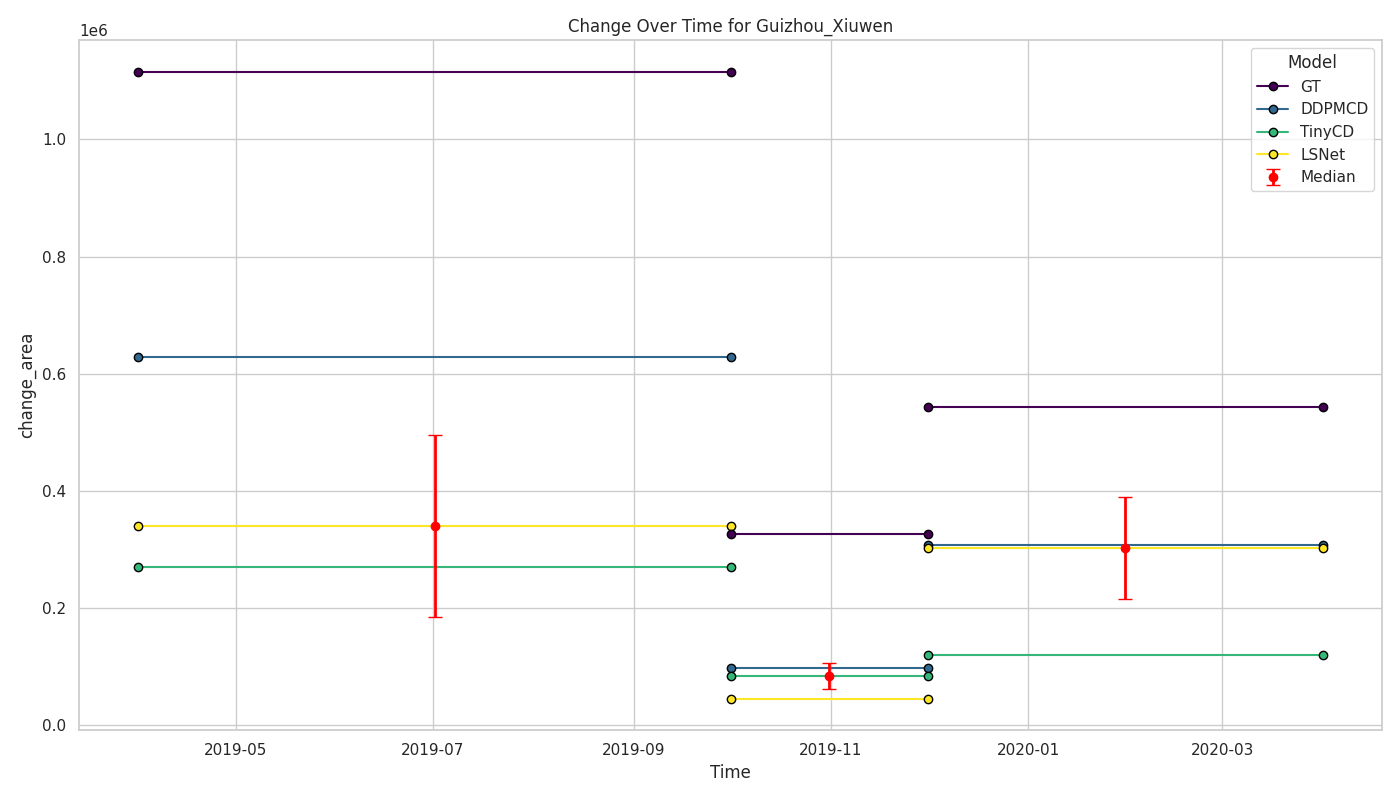 Change Over Time for Guizhou_Xiuwen
1e6
Model
GT
DDPMCD
TinyCD
LSNet
Median
1.0
0.8
0.6
0.4
0.2
0.0
change_area
2019-05
2019-07
2019-09
2019-11
2020-01
2020-03
Time